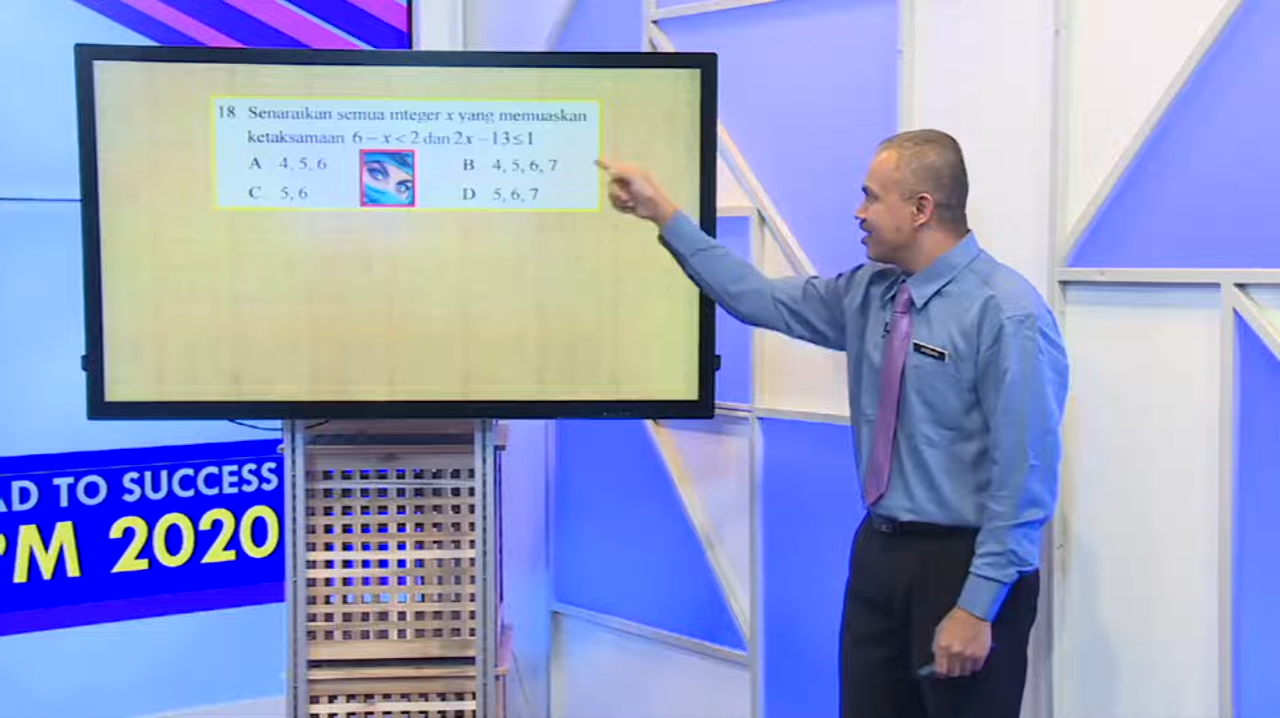 18. Senaraikan semua integer x yang memuaskan
ketaksamaan 6 – x < 2 dan 2x – 13 ≤ 1
A 4, 5, 6
B 4, 5, 6, 7
C 5, 6
D 5, 6, 7
AD TO SUCCESS
PM 2020